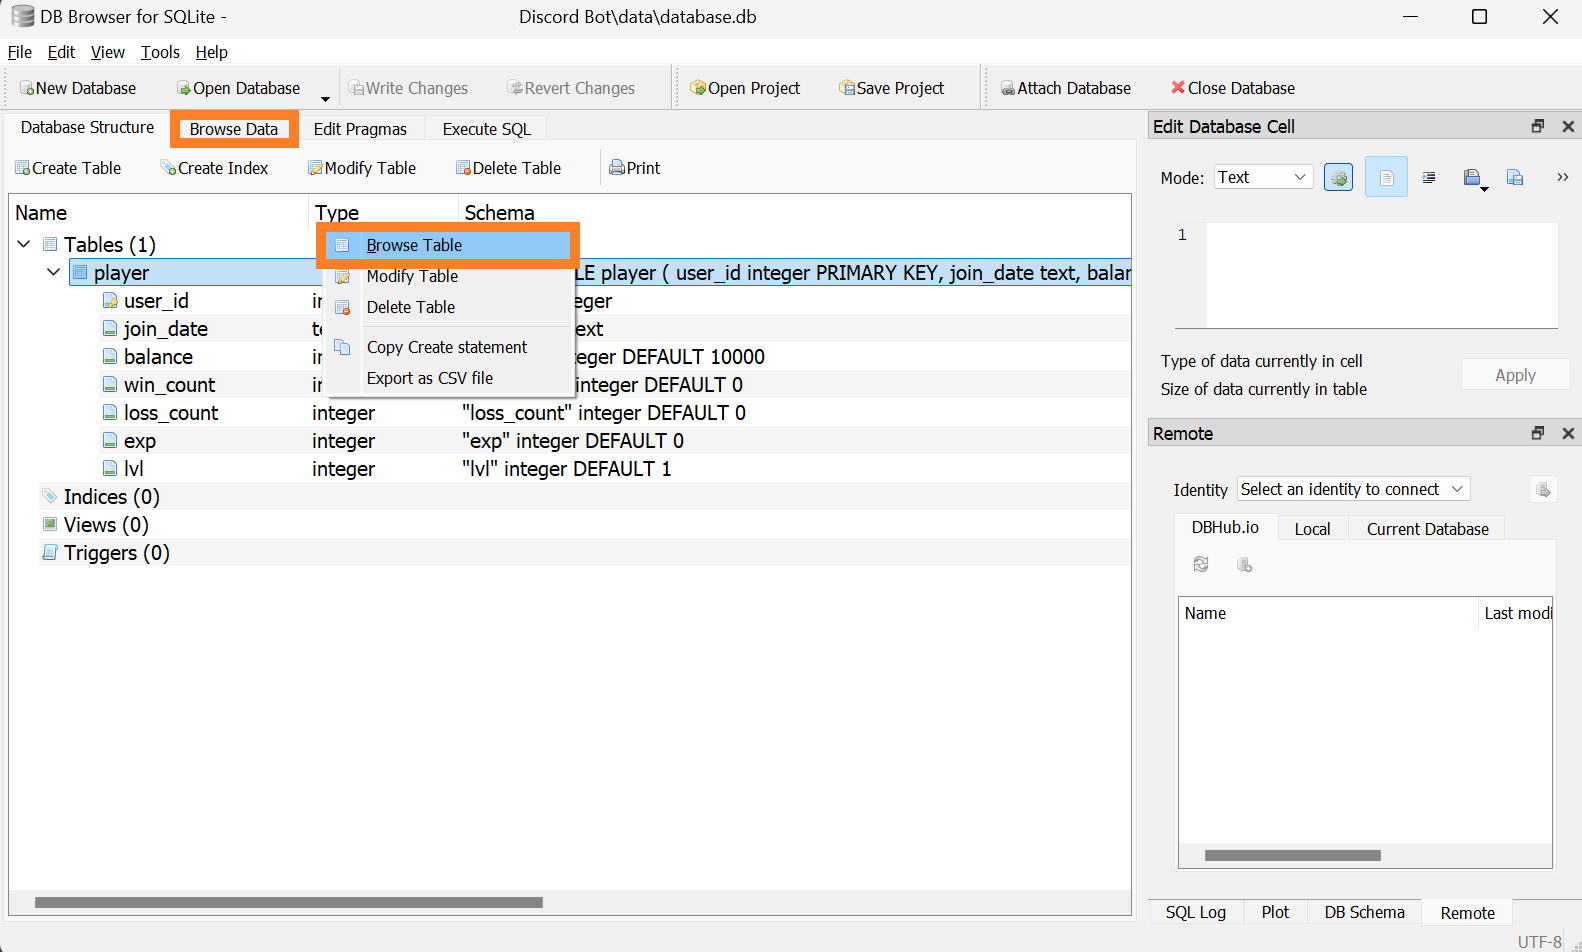 DB Browser for SQLite - Discord Bot\data\database.db
File Edit View Tools Help
New Database Open Database Write Changes Revert Changes Open Project Save Project Attach Database Close Database
Database Structure Browse Data Edit Pragmas Execute SQL
Create Table Create Index Modify Table Delete Table Print
Name Type Schema
Tables (1)
player LE player ( user_id integer PRIMARY KEY, join_date text, balar
user_id eger
join_date ext
balance teger DEFAULT 10000
win_count integer DEFAULT 0
loss_count integer "loss_count" integer DEFAULT 0
exp integer "exp" integer DEFAULT 0
lvl integer "lvl" integer DEFAULT 1
Indices (0)
Views (0)
Triggers (0)
Browse Table
Modify Table
Delete Table
Copy Create statement
Export as CSV file
Edit Database Cell
Mode: Text
1
Type of data currently in cell
Size of data currently in table
Apply
Remote
Identity Select an identity to connect
DBHub.io Local Current Database
Name Last modi
SQL Log Plot DB Schema Remote
UTF-8